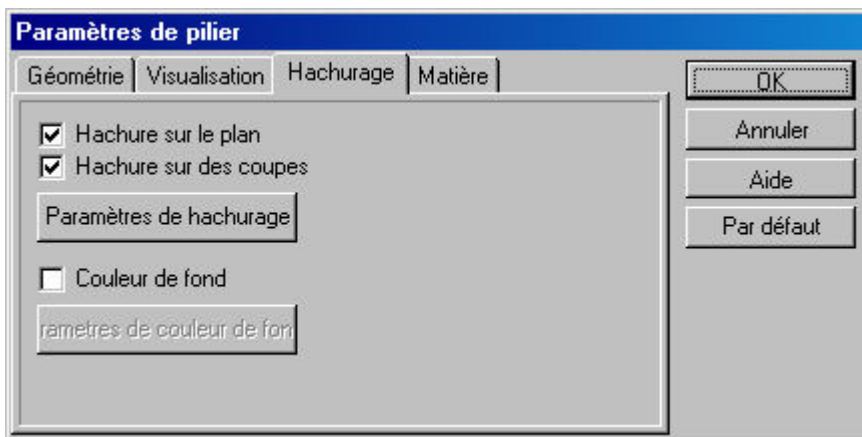 Paramètres de pilier
Géométrie Visualisation Hachurage Matière
OK
Annuler
Aide
Par défaut
Hachure sur le plan
Hachure sur des coupes
Paramètres de hachurage
Couleur de fond
rametres de couleur de fon